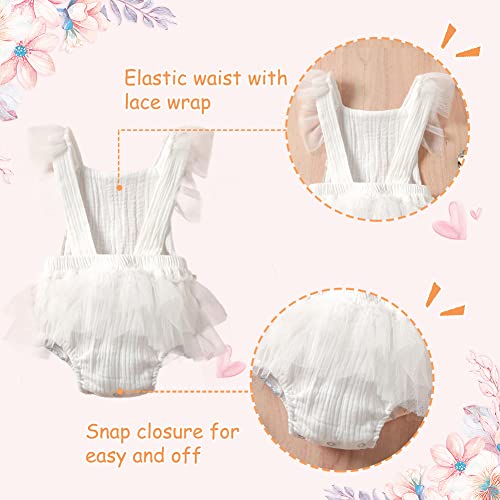 Elastic waist with
lace wrap
Snap closure for
easy and off